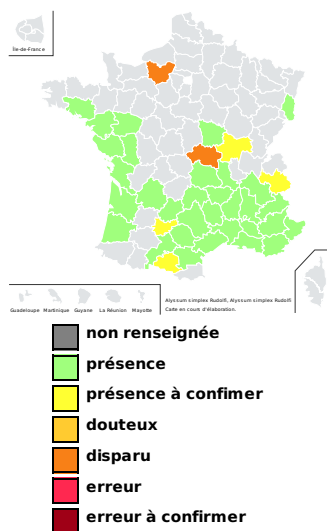 Île-de-France
Guadeloupe Martinique Guyane La Réunion Mayotte
Alyssum simplex Rudolfi, Alyssum simplex Rudolfi
Carte en cours d'élaboration.
non renseignée
présence
présence à confimer
douteux
disparu
erreur
erreur à confirmer